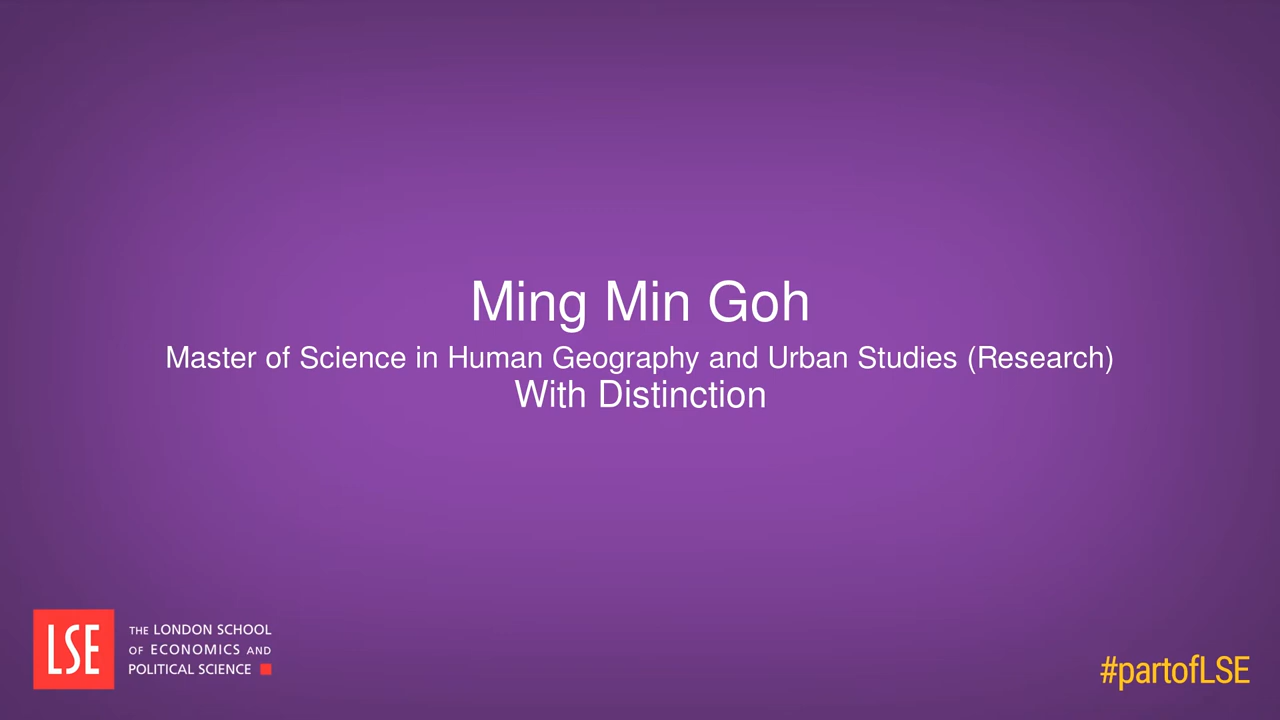 Ming Min Goh
Master of Science in Human Geography and Urban Studies (Research)
With Distinction
LSE
THE LONDON SCHOOL
OF ECONOMICS AND
POLITICAL SCIENCE
#partofLSE